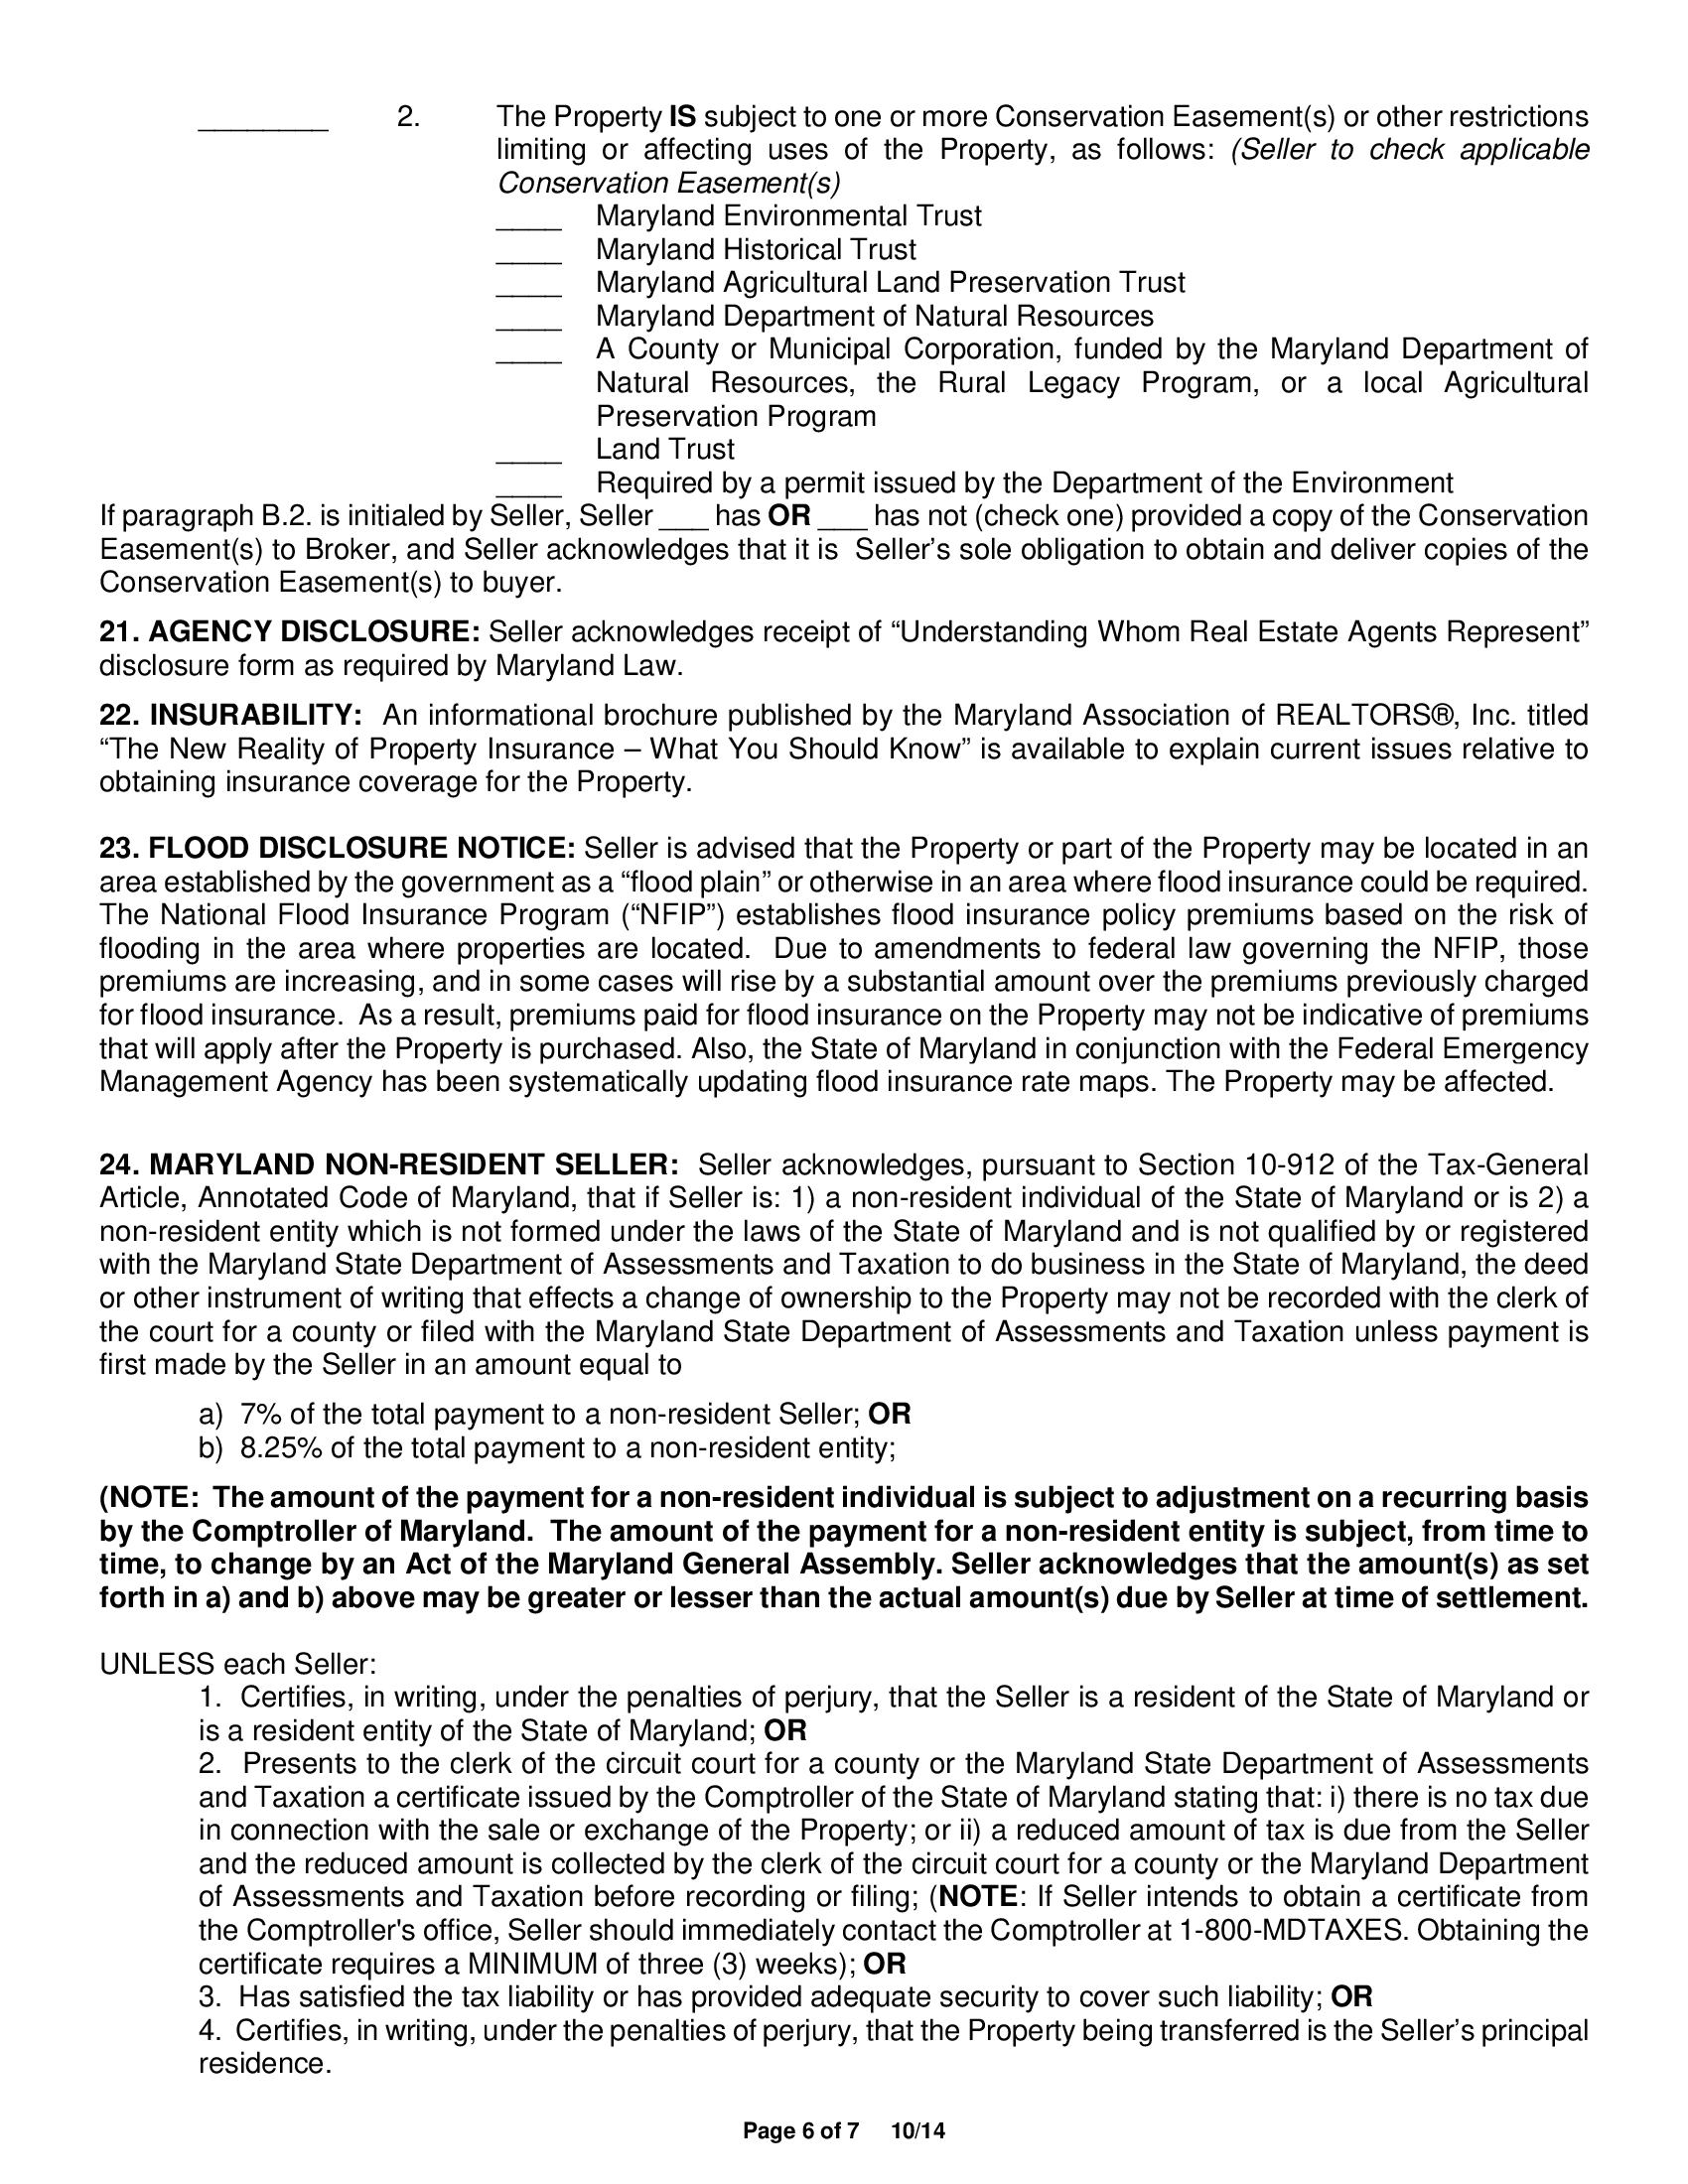 ________ 2. The Property IS subject to one or more Conservation Easement(s) or other restrictions
limiting or affecting uses of the Property, as follows: (Seller to check applicable
Conservation Easement(s)
____ Maryland Environmental Trust
____ Maryland Historical Trust
____ Maryland Agricultural Land Preservation Trust
____ Maryland Department of Natural Resources
____ A County or Municipal Corporation, funded by the Maryland Department of
Natural Resources, the Rural Legacy Program, or a local Agricultural
Preservation Program
____ Land Trust
____ Required by a permit issued by the Department of the Environment
If paragraph B.2. is initialed by Seller, Seller ___ has OR ___ has not (check one) provided a copy of the Conservation
Easement(s) to Broker, and Seller acknowledges that it is Seller’s sole obligation to obtain and deliver copies of the
Conservation Easement(s) to buyer.
21. AGENCY DISCLOSURE: Seller acknowledges receipt of “Understanding Whom Real Estate Agents Represent”
disclosure form as required by Maryland Law.
22. INSURABILITY: An informational brochure published by the Maryland Association of REALTORS®, Inc. titled
“The New Reality of Property Insurance – What You Should Know” is available to explain current issues relative to
obtaining insurance coverage for the Property.
23. FLOOD DISCLOSURE NOTICE: Seller is advised that the Property or part of the Property may be located in an
area established by the government as a “flood plain” or otherwise in an area where flood insurance could be required.
The National Flood Insurance Program (“NFIP”) establishes flood insurance policy premiums based on the risk of
flooding in the area where properties are located. Due to amendments to federal law governing the NFIP, those
premiums are increasing, and in some cases will rise by a substantial amount over the premiums previously charged
for flood insurance. As a result, premiums paid for flood insurance on the Property may not be indicative of premiums
that will apply after the Property is purchased. Also, the State of Maryland in conjunction with the Federal Emergency
Management Agency has been systematically updating flood insurance rate maps. The Property may be affected.
24. MARYLAND NON-RESIDENT SELLER: Seller acknowledges, pursuant to Section 10-912 of the Tax-General
Article, Annotated Code of Maryland, that if Seller is: 1) a non-resident individual of the State of Maryland or is 2) a
non-resident entity which is not formed under the laws of the State of Maryland and is not qualified by or registered
with the Maryland State Department of Assessments and Taxation to do business in the State of Maryland, the deed
or other instrument of writing that effects a change of ownership to the Property may not be recorded with the clerk of
the court for a county or filed with the Maryland State Department of Assessments and Taxation unless payment is
first made by the Seller in an amount equal to
a) 7% of the total payment to a non-resident Seller; OR
b) 8.25% of the total payment to a non-resident entity;
(NOTE: The amount of the payment for a non-resident individual is subject to adjustment on a recurring basis
by the Comptroller of Maryland. The amount of the payment for a non-resident entity is subject, from time to
time, to change by an Act of the Maryland General Assembly. Seller acknowledges that the amount(s) as set
forth in a) and b) above may be greater or lesser than the actual amount(s) due by Seller at time of settlement.
UNLESS each Seller:
1. Certifies, in writing, under the penalties of perjury, that the Seller is a resident of the State of Maryland or
is a resident entity of the State of Maryland; OR
2. Presents to the clerk of the circuit court for a county or the Maryland State Department of Assessments
and Taxation a certificate issued by the Comptroller of the State of Maryland stating that: i) there is no tax due
in connection with the sale or exchange of the Property; or ii) a reduced amount of tax is due from the Seller
and the reduced amount is collected by the clerk of the circuit court for a county or the Maryland Department
of Assessments and Taxation before recording or filing; (NOTE: If Seller intends to obtain a certificate from
the Comptroller's office, Seller should immediately contact the Comptroller at 1-800-MDTAXES. Obtaining the
certificate requires a MINIMUM of three (3) weeks); OR
3. Has satisfied the tax liability or has provided adequate security to cover such liability; OR
4. Certifies, in writing, under the penalties of perjury, that the Property being transferred is the Seller’s principal
residence.
Page 6 of 7 10/14